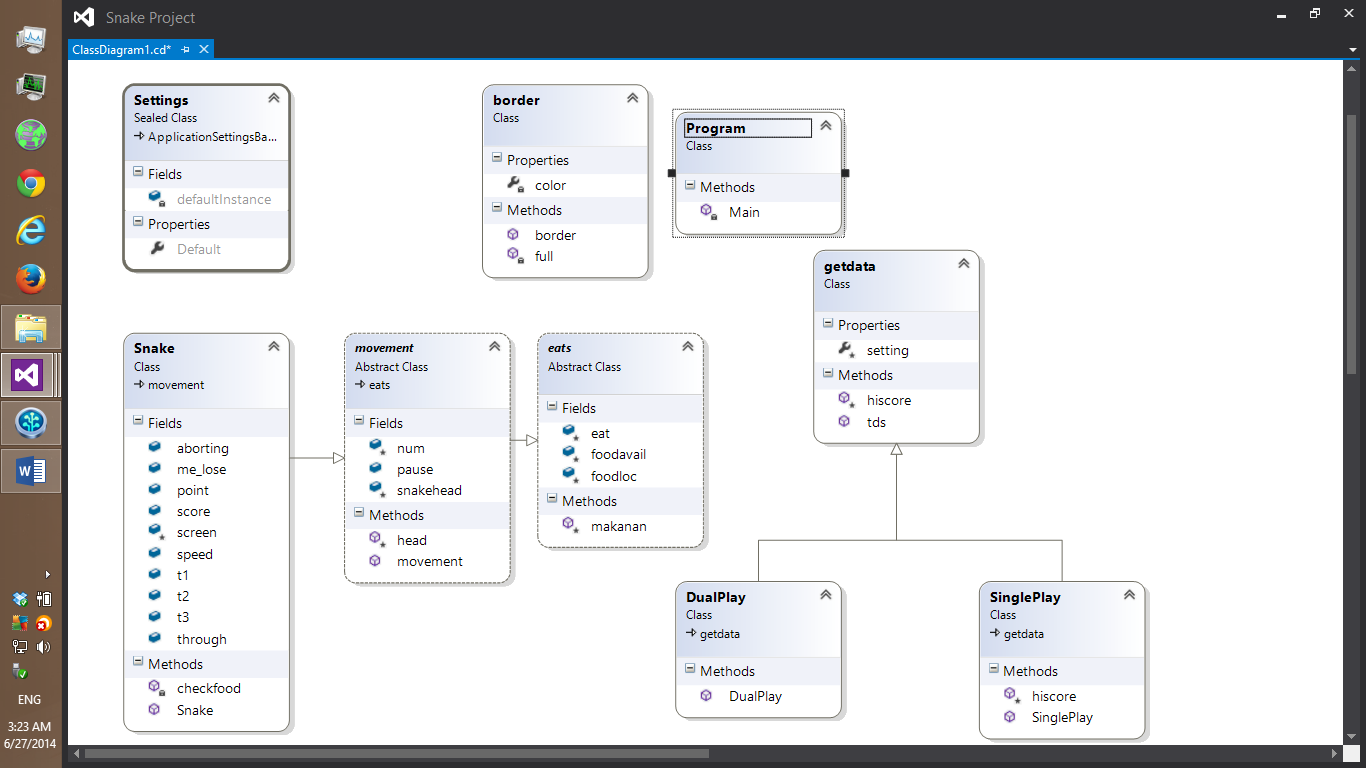 Snake Project
ClassDiagram1.cd*
Settings
Sealed Class
ApplicationSettingsBa...
Fields
defaultInstance
Properties
Default
border
Class
Properties
color
Methods
border
full
Program
Class
Methods
Main
getdata
Class
Properties
setting
Methods
hiscore
tds
Snake
Class
movement
Fields
aborting
me_lose
point
score
screen
speed
t1
t2
t3
through
Methods
checkfood
Snake
movement
Abstract Class
eats
Fields
num
pause
snakehead
Methods
head
movement
eats
Abstract Class
Fields
eat
foodavail
foodloc
Methods
makanan
DualPlay
Class
getdata
Methods
DualPlay
SinglePlay
Class
getdata
Methods
hiscore
SinglePlay
ENG
3:23 AM
6/27/2014